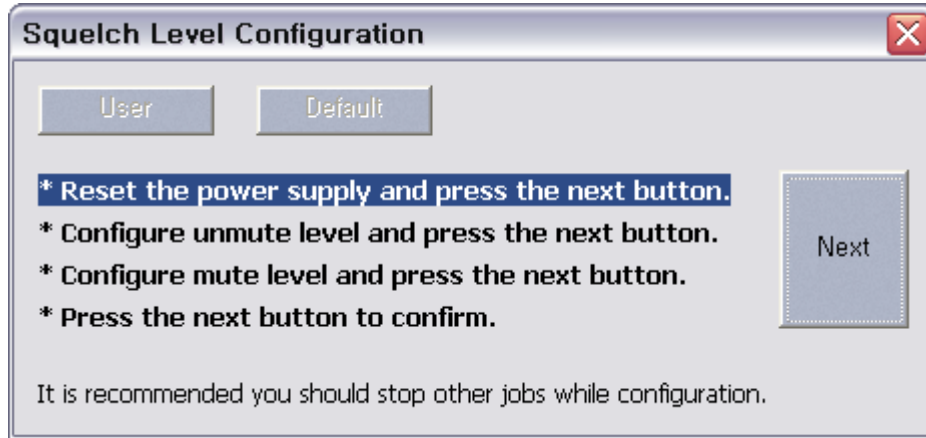 Squelch Level Configuration
User Default
* Reset the power supply and press the next button.
* Configure unmute level and press the next button.
Next
* Configure mute level and press the next button.
* Press the next button to confirm.
It is recommended you should stop other jobs while configuration.